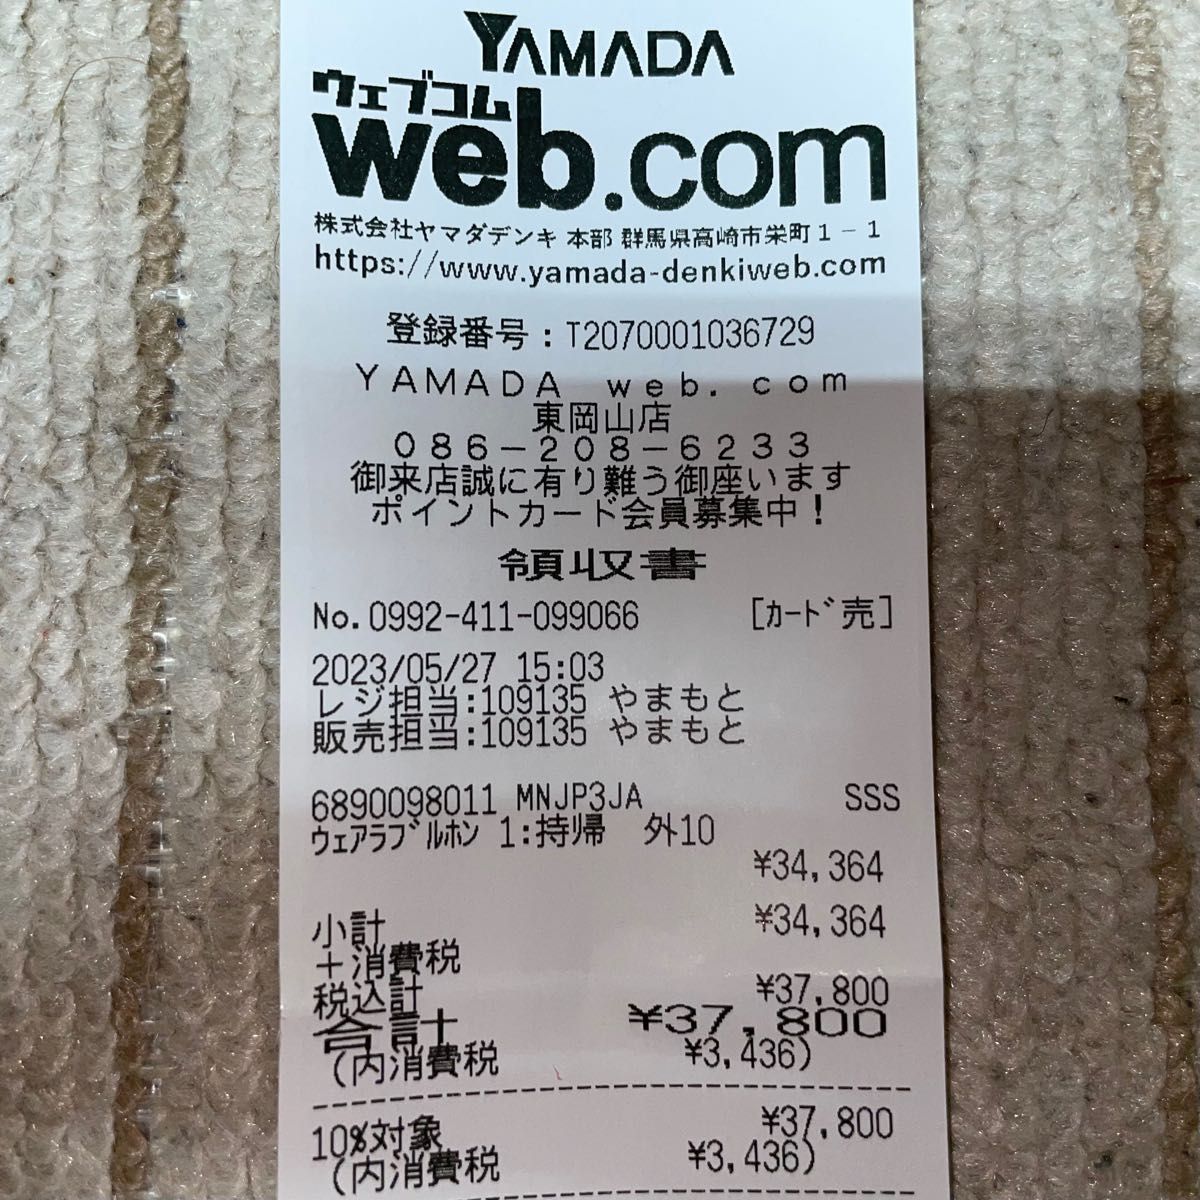 YAMADA
ウェブコム
web.com
株式会社ヤマダデンキ 本部 群馬県高崎市栄町１－１
https://www.yamada-denkiweb.com
登録番号:T2070001036729
ＹＡＭＡＤＡ　ｗｅｂ．ｃｏｍ
東岡山店
０８６－２０８－６２３３
御来店誠に有り難う御座います
ポイントカード会員募集中！
領収書
No.0992-411-099066 [ｶｰﾄﾞ売]
2023/05/27 15:03
レジ担当:109135 やまもと
販売担当:109135 やまもと
6890098011 MNJP3JA SSS
ｳｪｱﾗﾌﾞﾙﾎﾝ 1:持帰 外10
¥34,364
小計 ¥34,364
＋消費税
税込計 ¥37,800
合計 ¥37,800
(内消費税 ¥3,436)
10%対象 ¥37,800
(内消費税 ¥3,436)